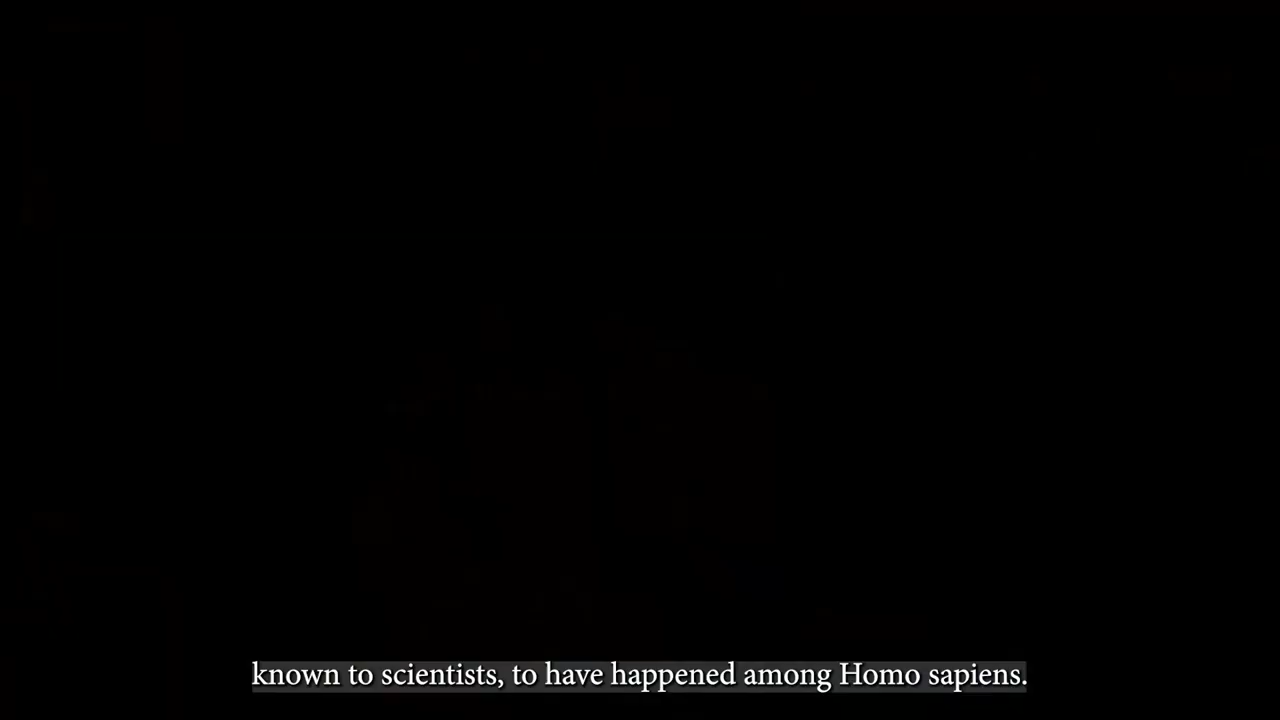 known to scientists, to have happened among Homo sapiens.